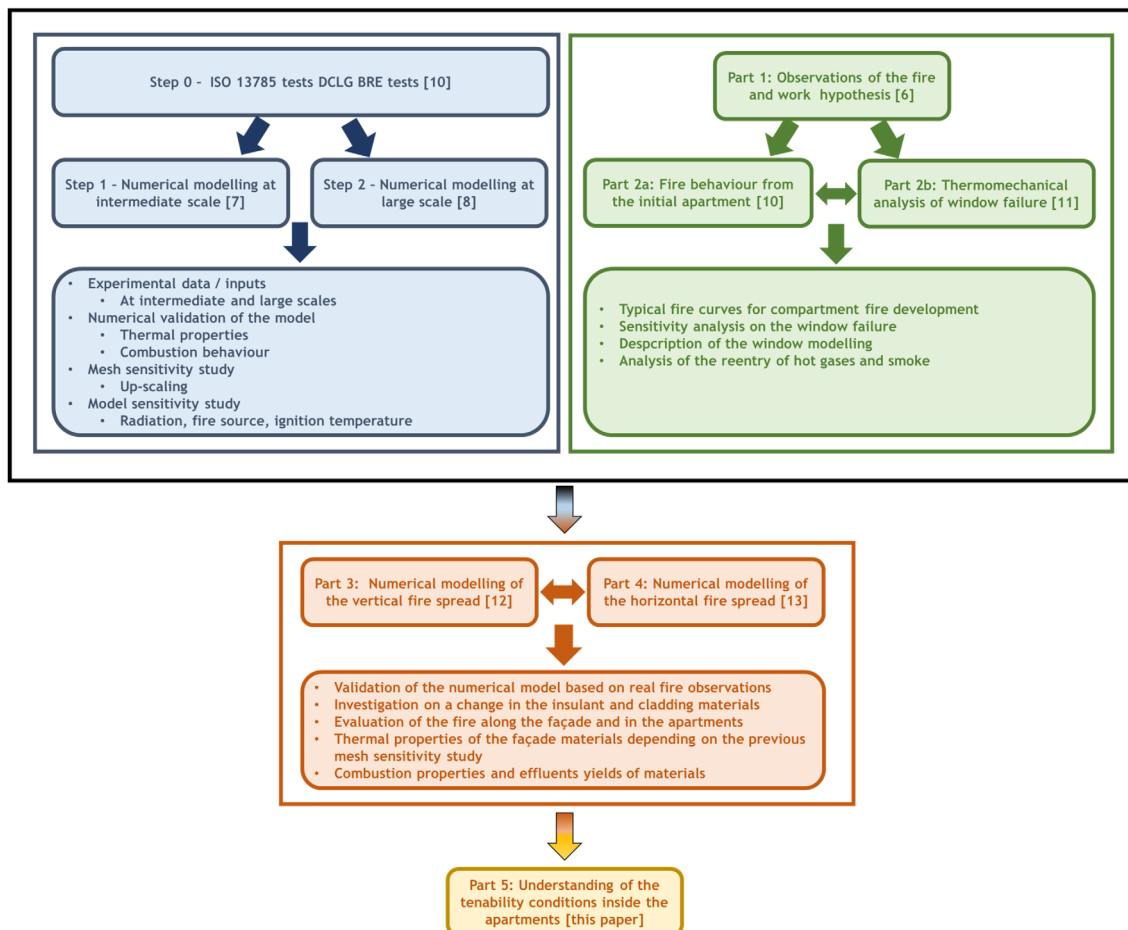 Step 0 – ISO 13785 tests DCLG BRE tests [10]
Step 1 – Numerical modelling at
intermediate scale [7]
Step 2 – Numerical modelling at
large scale [8]
• Experimental data / inputs
• At intermediate and large scales
• Numerical validation of the model
• Thermal properties
• Combustion behaviour
• Mesh sensitivity study
• Up-scaling
• Model sensitivity study
• Radiation, fire source, ignition temperature
Part 1: Observations of the fire
and work hypothesis [6]
Part 2a: Fire behaviour from
the initial apartment [10]
Part 2b: Thermomechanical
analysis of window failure [11]
• Typical fire curves for compartment fire development
• Sensitivity analysis on the window failure
• Despcription of the window modelling
• Analysis of the reentry of hot gases and smoke
Part 3: Numerical modelling of
the vertical fire spread [12]
Part 4: Numerical modelling of
the horizontal fire spread [13]
• Validation of the numerical model based on real fire observations
• Investigation on a change in the insulant and cladding materials
• Evaluation of the fire along the façade and in the apartments
• Thermal properties of the façade materials depending on the previous
mesh sensitivity study
• Combustion properties and effluents yields of materials
Part 5: Understanding of the
tenability conditions inside the
apartments [this paper]